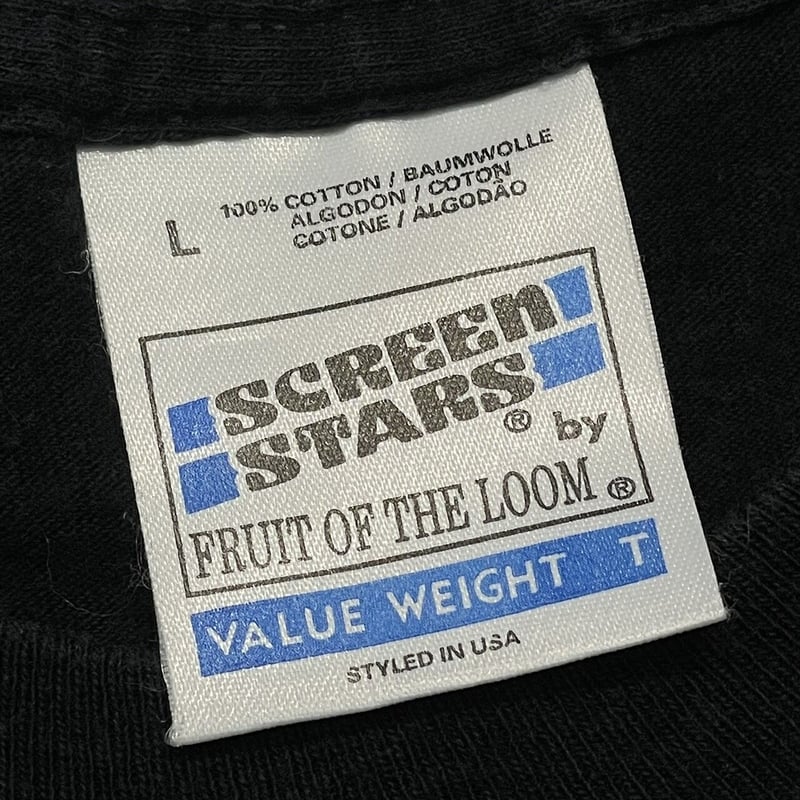 L
100% COTTON / BAUMWOLLE
ALGODON / COTON
COTONE / ALGODÃO
SCREEN
STARS® by
FRUIT OF THE LOOM®
VALUE WEIGHT T
STYLED IN USA